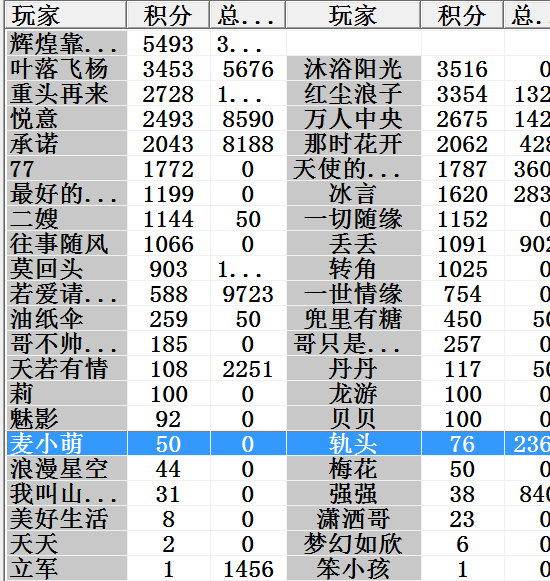 玩家 积分 总... 玩家 积分 总...
辉煌靠... 5493 3...
叶落飞杨 3453 5676 沐浴阳光 3516 0
重头再来 2728 1... 红尘浪子 3354 132
悦意 2493 8590 万人中央 2675 142
承诺 2043 8188 那时花开 2062 428
77 1772 0 天使的... 1787 360
最好的... 1199 0 冰言 1620 283
二嫂 1144 50 一切随缘 1152 0
往事随风 1066 0 丢丢 1091 902
莫回头 903 1... 转角 1025 0
若爱请... 588 9723 一世情缘 754 0
油纸伞 259 50 兜里有糖 450 50
哥不帅... 185 0 哥只是... 257 0
天若有情 108 2251 丹丹 117 50
莉 100 0 龙游 100 0
魅影 92 0 贝贝 100 0
麦小萌 50 0 轨头 76 236
浪漫星空 44 0 梅花 50 0
我叫山... 31 0 强强 38 840
美好生活 8 0 潇洒哥 23 0
天天 2 0 梦幻如欣 6 0
立军 1 1456 笨小孩 1 0